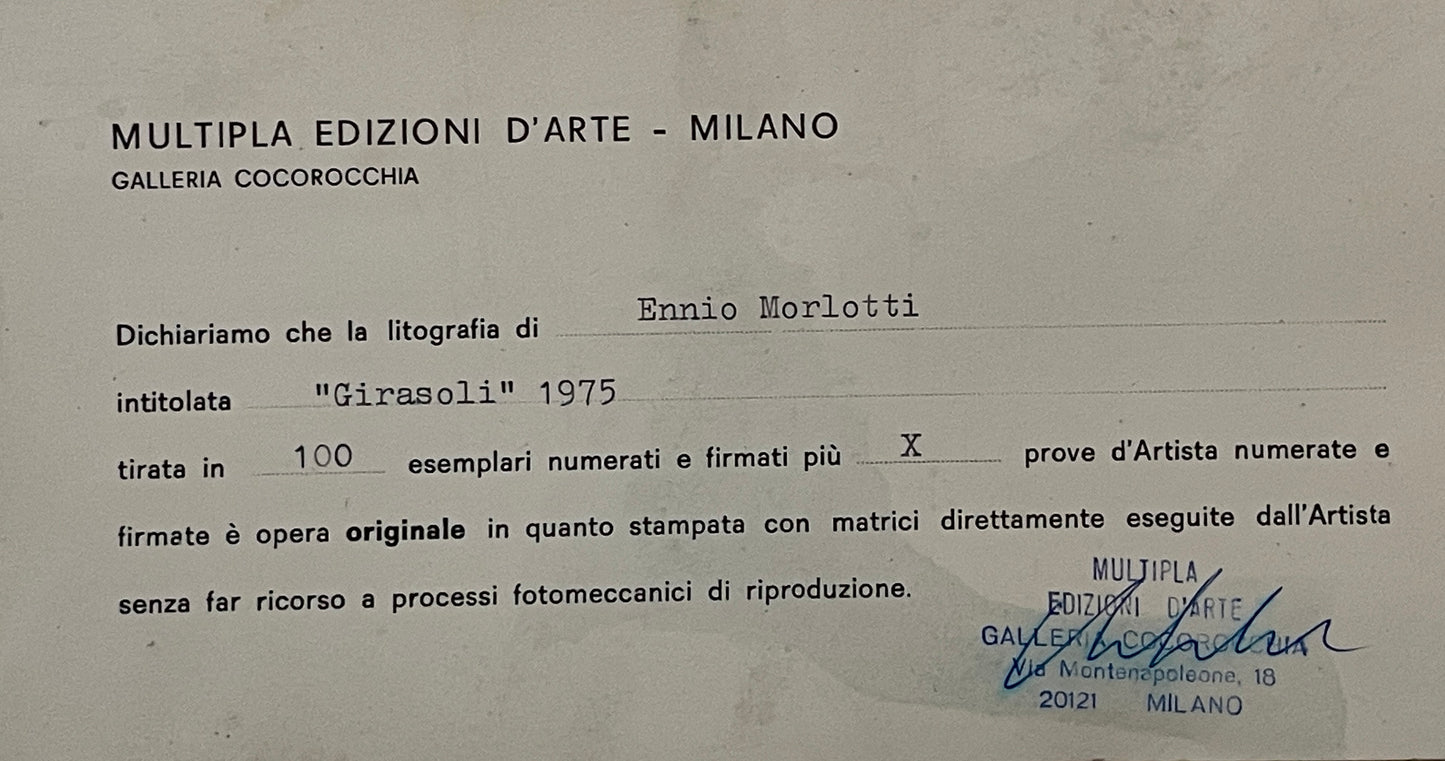 MULTIPLA EDIZIONI D'ARTE - MILANO
GALLERIA COCOROCCHIA
Dichiariamo che la litografia di Ennio Morlotti
intitolata "Girasoli" 1975
tirata in 100 esemplari numerati e firmati più X prove d'Artista numerate e
firmate è opera originale in quanto stampata con matrici direttamente eseguite dall'Artista
senza far ricorso a processi fotomeccanici di riproduzione.
MULTIPLA
EDIZIONI D'ARTE
GALLERIA COCOROCCHIA
Via Montenapoleone, 18
20121 MILANO